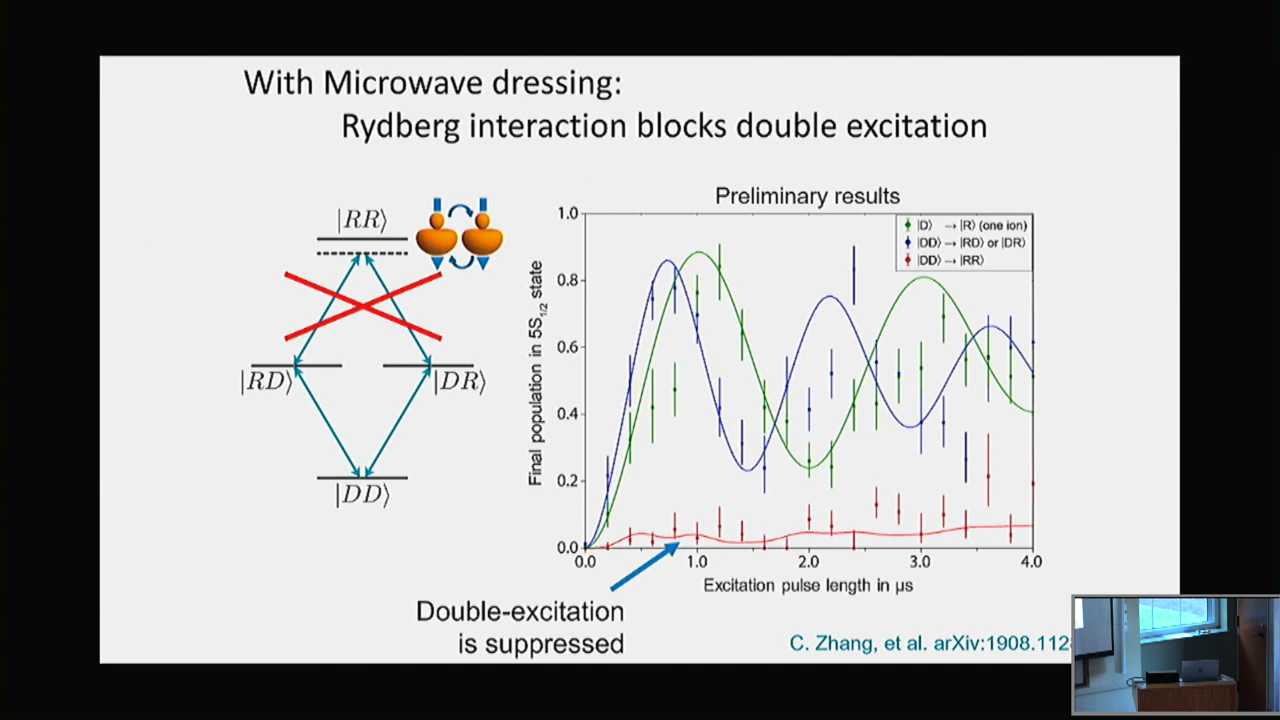 With Microwave dressing:
Rydberg interaction blocks double excitation
|RR⟩
|RD⟩
|DR⟩
|DD⟩
Preliminary results
|D⟩ → |R⟩ (one ion)
|DD⟩ → |RD⟩ or |DR⟩
|DD⟩ → |RR⟩
Final population in 5S1/2 state
1.0
0.8
0.6
0.4
0.2
0.0
0.0 1.0 2.0 3.0 4.0
Excitation pulse length in µs
Double-excitation
is suppressed
C. Zhang, et al. arXiv:1908.112